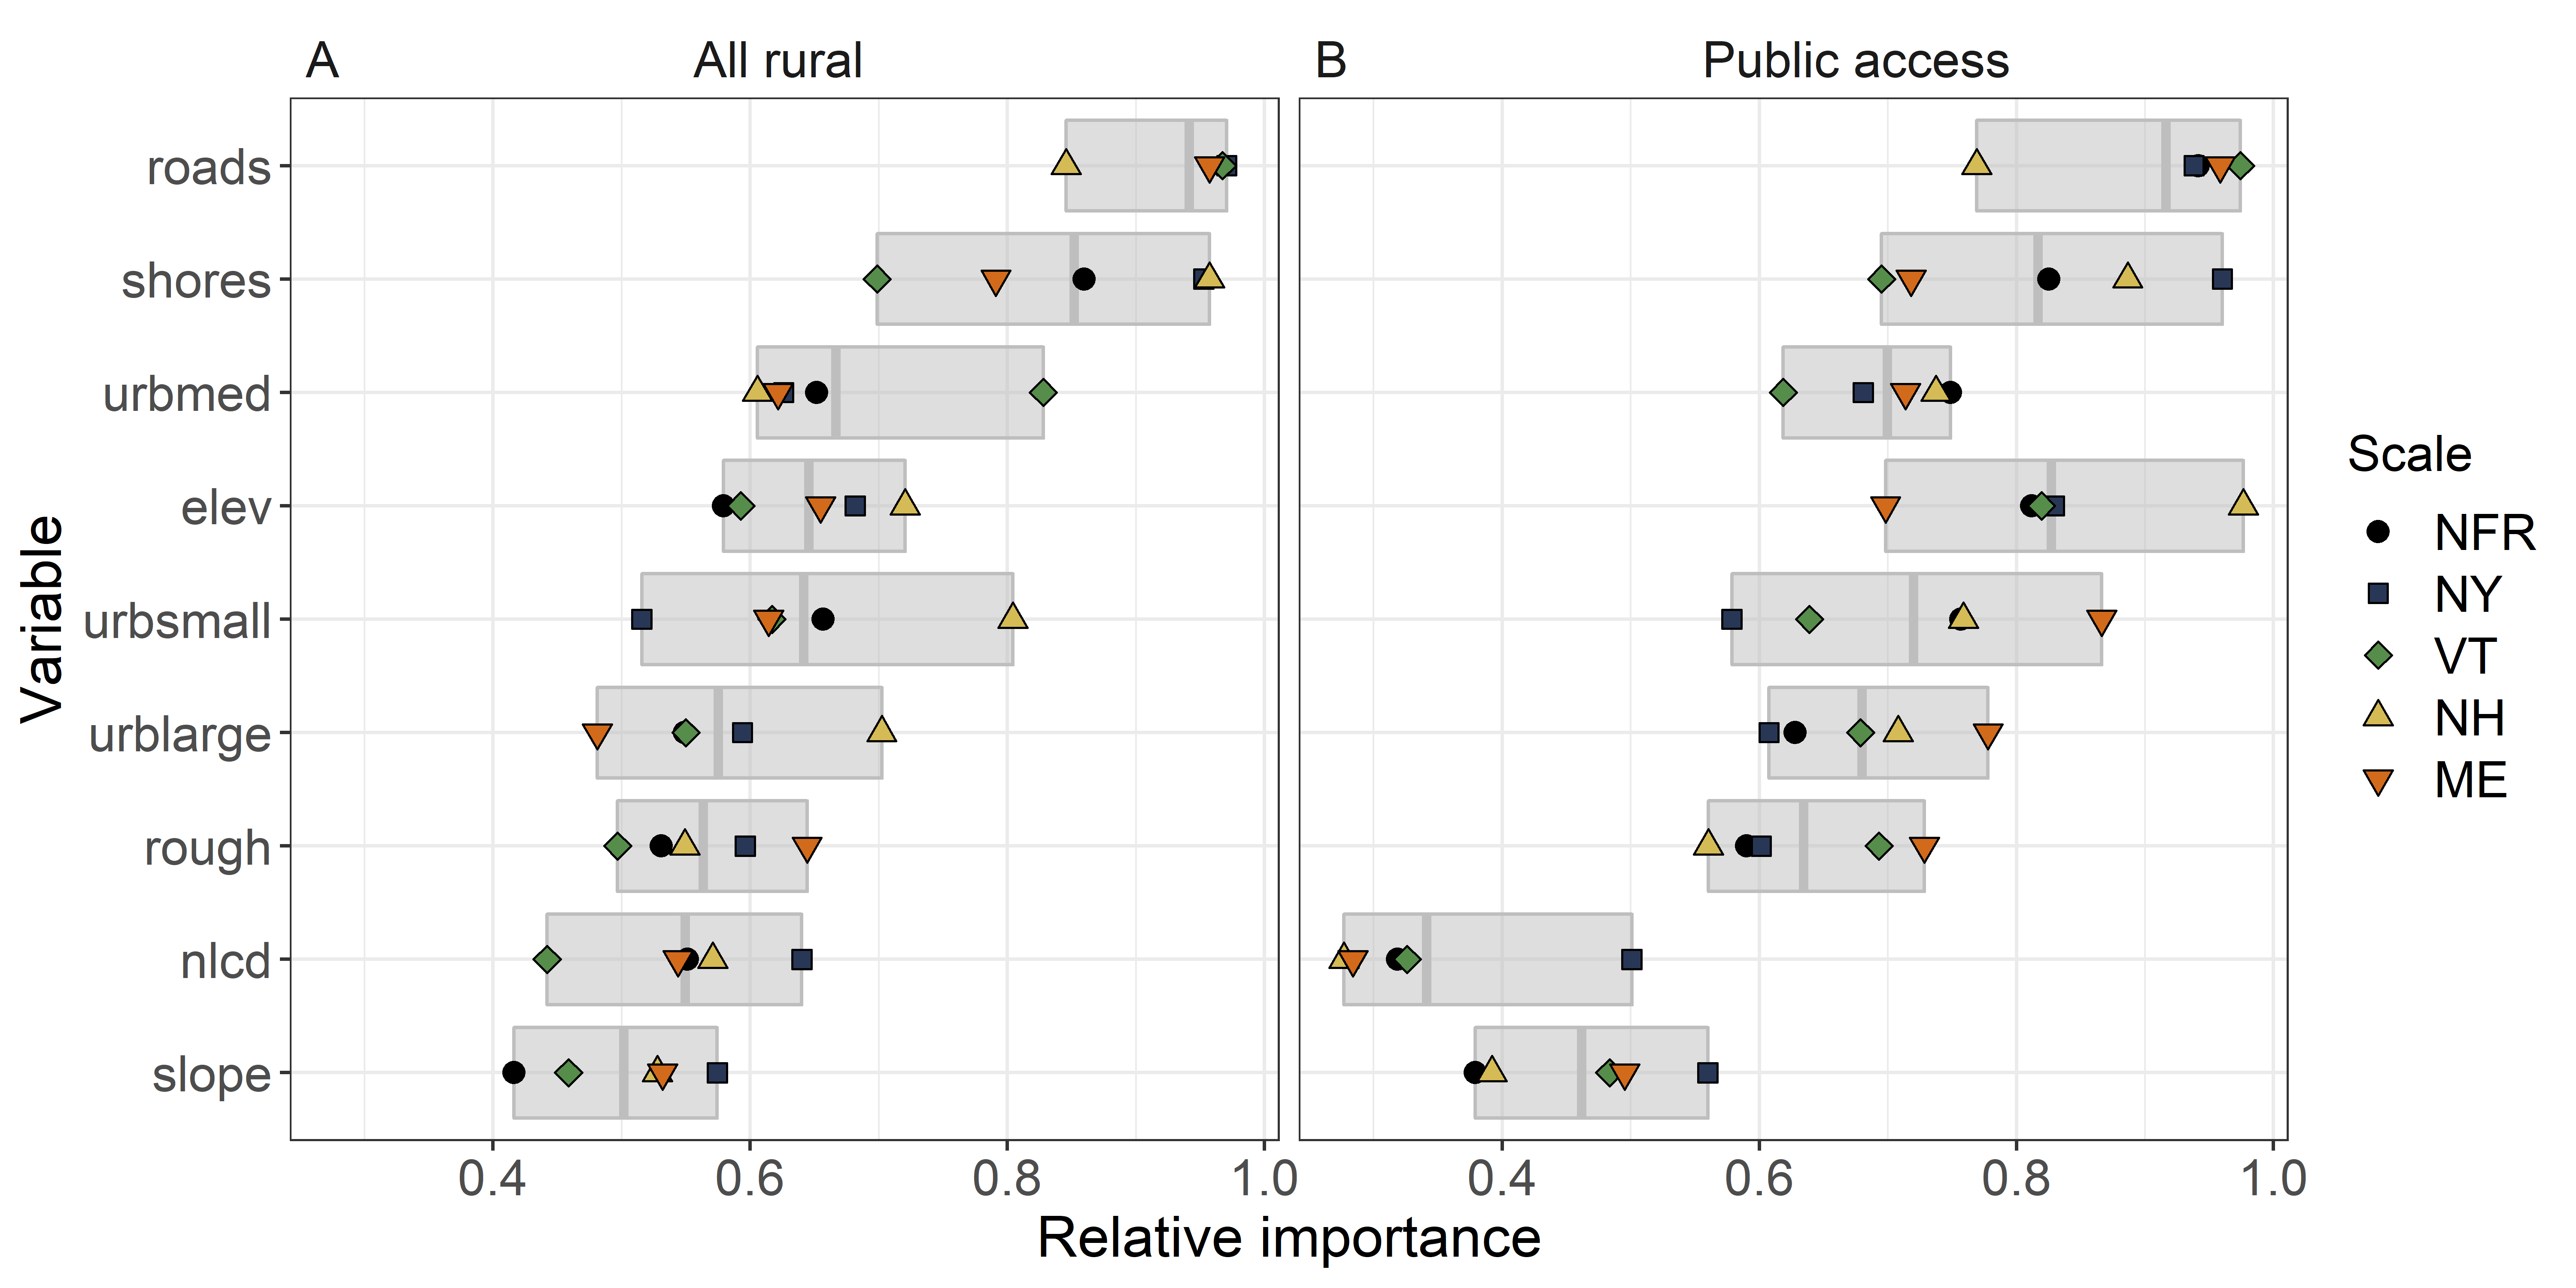 A All rural
B Public access
Variable
roads
shores
urbmed
elev
urbsmall
urblarge
rough
nlcd
slope
0.4 0.6 0.8 1.0
0.4 0.6 0.8 1.0
Relative importance
Scale
NFR
NY
VT
NH
ME